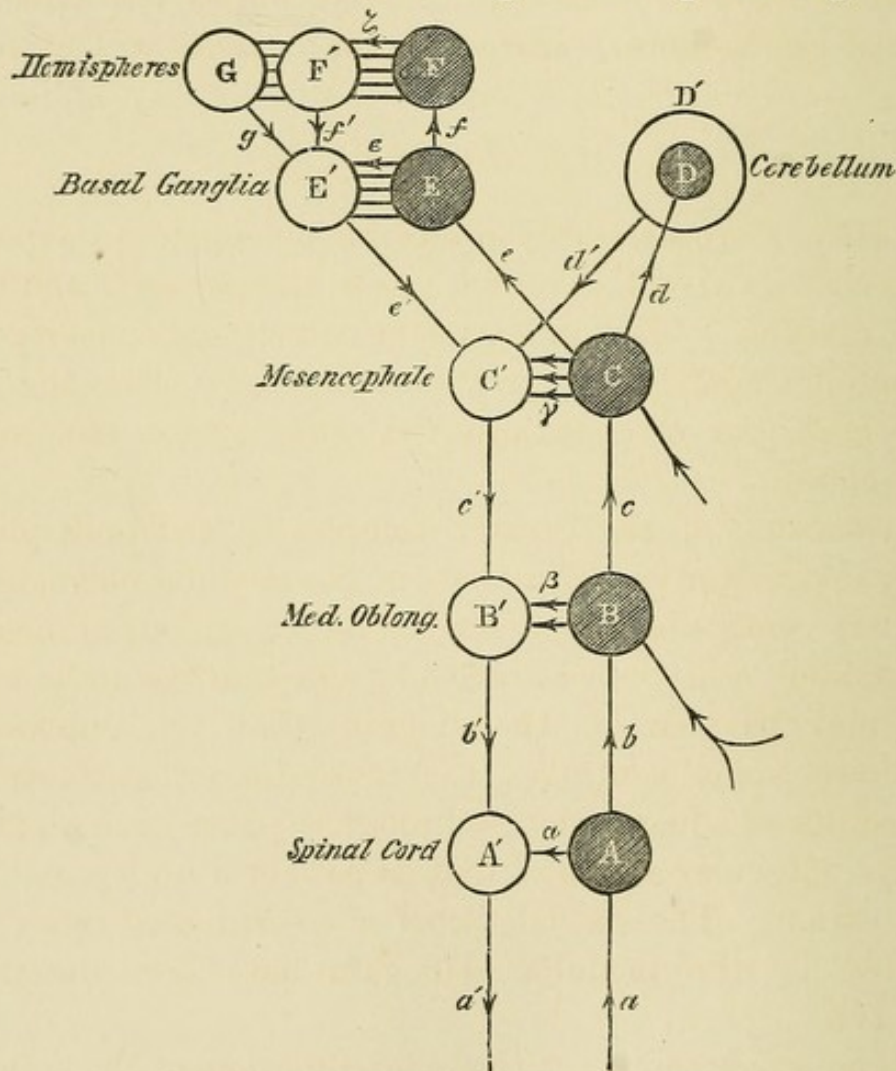 ζ
Hemispheres G F′ F
D′
g f′ ε f
Basal Ganglia E′ E D Cerebellum
e d′
e′ d
Mesencephale C′ C
γ
c′ c
β
Med. Oblong. B′ B
b′ b
α
Spinal Cord A′ A
a′ a